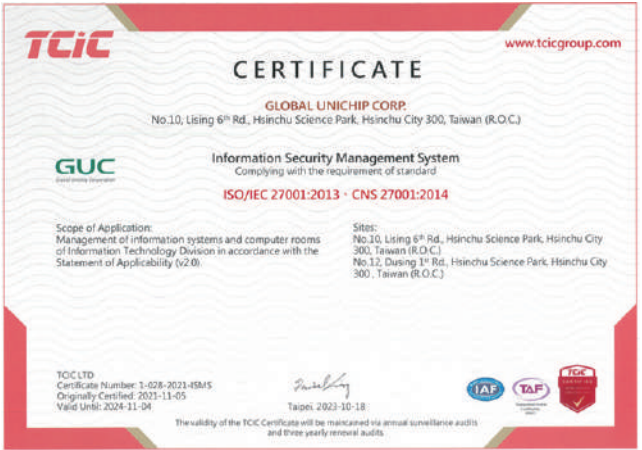 TCiC
www.tcicgroup.com
CERTIFICATE
GLOBAL UNICHIP CORP.
No.10, Lising 6th Rd., Hsinchu Science Park, Hsinchu City 300, Taiwan (R.O.C.)
GUC
Global Unichip Corporation
Information Security Management System
Complying with the requirement of standard
ISO/IEC 27001:2013、CNS 27001:2014
Scope of Application:
Management of information systems and computer rooms
of Information Technology Division in accordance with the
Statement of Applicability (v2.0).
Sites:
No.10, Lising 6th Rd., Hsinchu Science Park, Hsinchu City
300, Taiwan (R.O.C.)
No.12, Dusing 1st Rd., Hsinchu Science Park, Hsinchu City
300 , Taiwan (R.O.C.)
TCIC LTD
Certificate Number: 1-028-2021-ISMS
Originally Certified: 2021-11-05
Valid Until: 2024-11-04
Taipei, 2023-10-18
IAF
TAF
TCiC
CERTIFIED
The validity of the TCIC Certificate will be maintained via annual surveillance audits
and three yearly renewal audits.